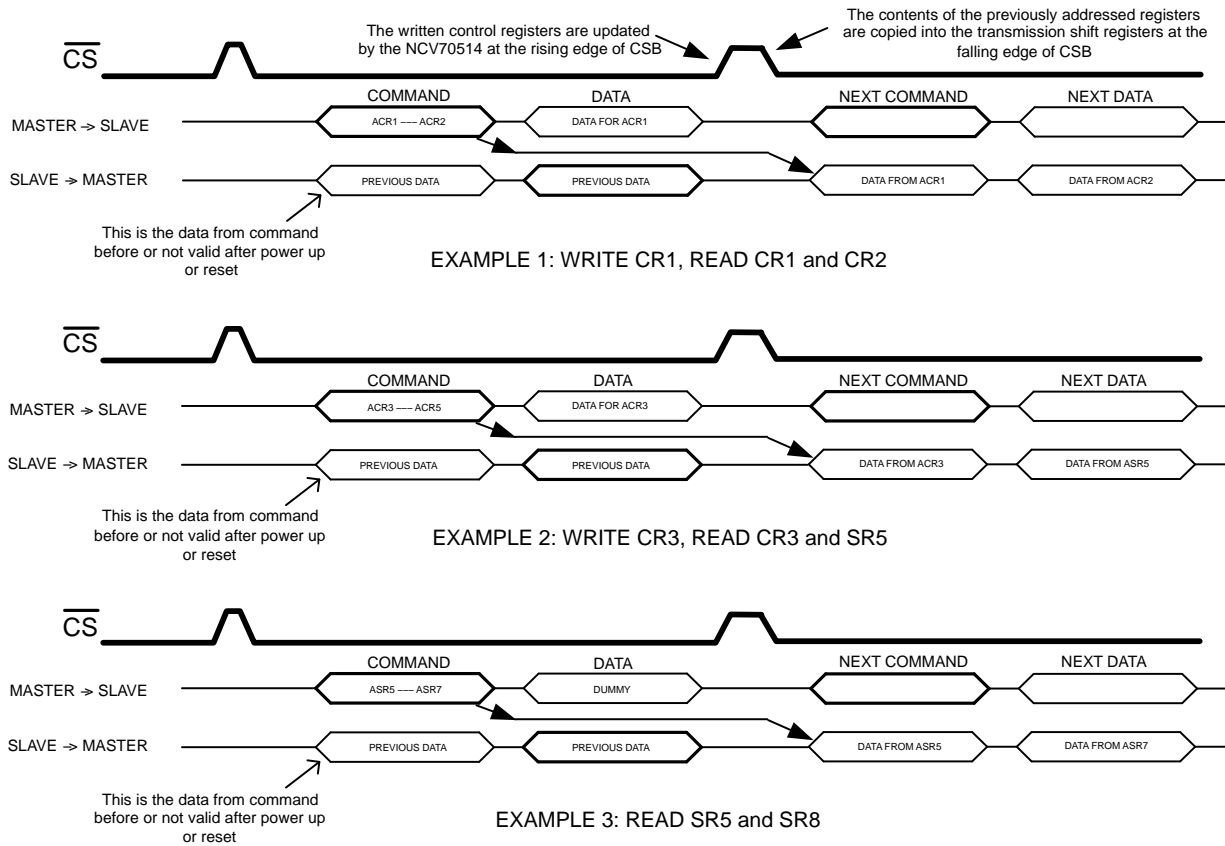 The written control registers are updated
by the NCV70514 at the rising edge of CSB
The contents of the previously addressed registers
are copied into the transmission shift registers at the
falling edge of CSB
CS
COMMAND
DATA
NEXT COMMAND
NEXT DATA
MASTER -> SLAVE
ACR1 --- ACR2
DATA FOR ACR1
SLAVE -> MASTER
PREVIOUS DATA
PREVIOUS DATA
DATA FROM ACR1
DATA FROM ACR2
This is the data from command
before or not valid after power up
or reset
EXAMPLE 1: WRITE CR1, READ CR1 and CR2
CS
COMMAND
DATA
NEXT COMMAND
NEXT DATA
MASTER -> SLAVE
ACR3 --- ACR5
DATA FOR ACR3
SLAVE -> MASTER
PREVIOUS DATA
PREVIOUS DATA
DATA FROM ACR3
DATA FROM ASR5
This is the data from command
before or not valid after power up
or reset
EXAMPLE 2: WRITE CR3, READ CR3 and SR5
CS
COMMAND
DATA
NEXT COMMAND
NEXT DATA
MASTER -> SLAVE
ASR5 --- ASR7
DUMMY
SLAVE -> MASTER
PREVIOUS DATA
PREVIOUS DATA
DATA FROM ASR5
DATA FROM ASR7
This is the data from command
before or not valid after power up
or reset
EXAMPLE 3: READ SR5 and SR8